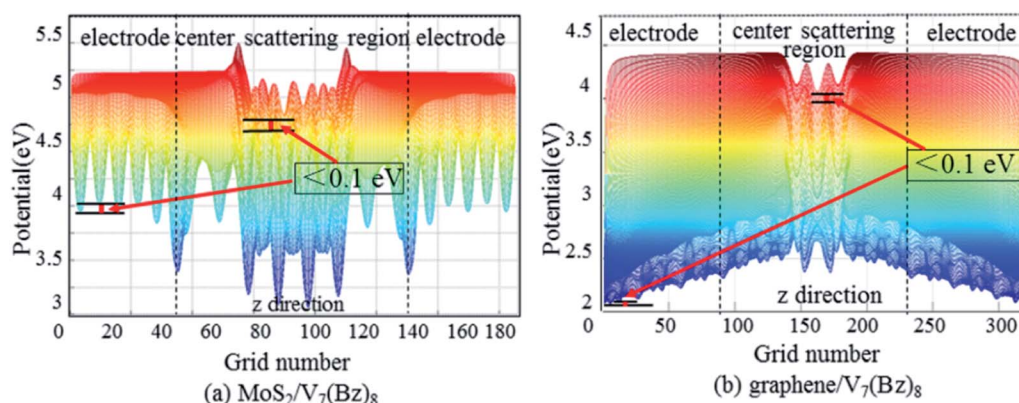 5.5
electrode center scattering region electrode
5
4.5
<0.1 eV
4
3.5
3
z direction
Potential(eV)
0 20 40 60 80 100 120 140 160 180
Grid number
(a) MoS₂/V₇(Bz)₈
4.5
electrode center scattering electrode
region
4
3.5
<0.1 eV
3
2.5
2
z direction
Potential(eV)
0 50 100 150 200 250 300
Grid number
(b) graphene/V₇(Bz)₈